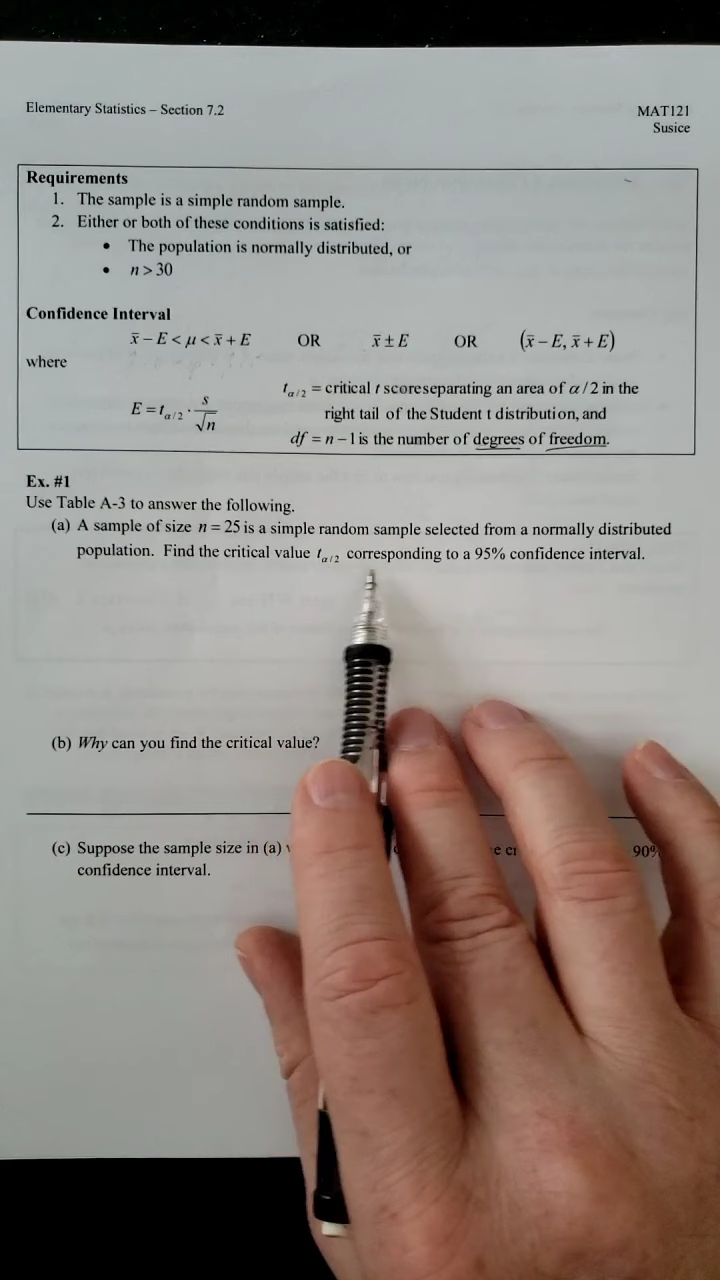 Elementary Statistics – Section 7.2
MAT121
Susice
Requirements
1. The sample is a simple random sample.
2. Either or both of these conditions is satisfied:
• The population is normally distributed, or
• n > 30
Confidence Interval
x̄ − E < μ < x̄ + E OR x̄ ± E OR (x̄ − E, x̄ + E)
where
E = t_{α/2} · s/√n
t_{α/2} = critical t score separating an area of α/2 in the
right tail of the Student t distribution, and
df = n − 1 is the number of degrees of freedom.
Ex. #1
Use Table A-3 to answer the following.
(a) A sample of size n = 25 is a simple random sample selected from a normally distributed
population. Find the critical value t_{α/2} corresponding to a 95% confidence interval.
(b) Why can you find the critical value?
(c) Suppose the sample size in (a) 90%
confidence interval.